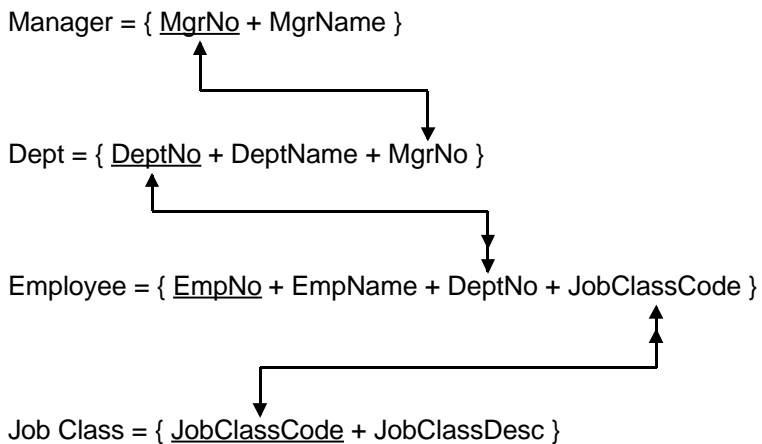 Manager = { MgrNo + MgrName }
Dept = { DeptNo + DeptName + MgrNo }
Employee = { EmpNo + EmpName + DeptNo + JobClassCode }
Job Class = { JobClassCode + JobClassDesc }